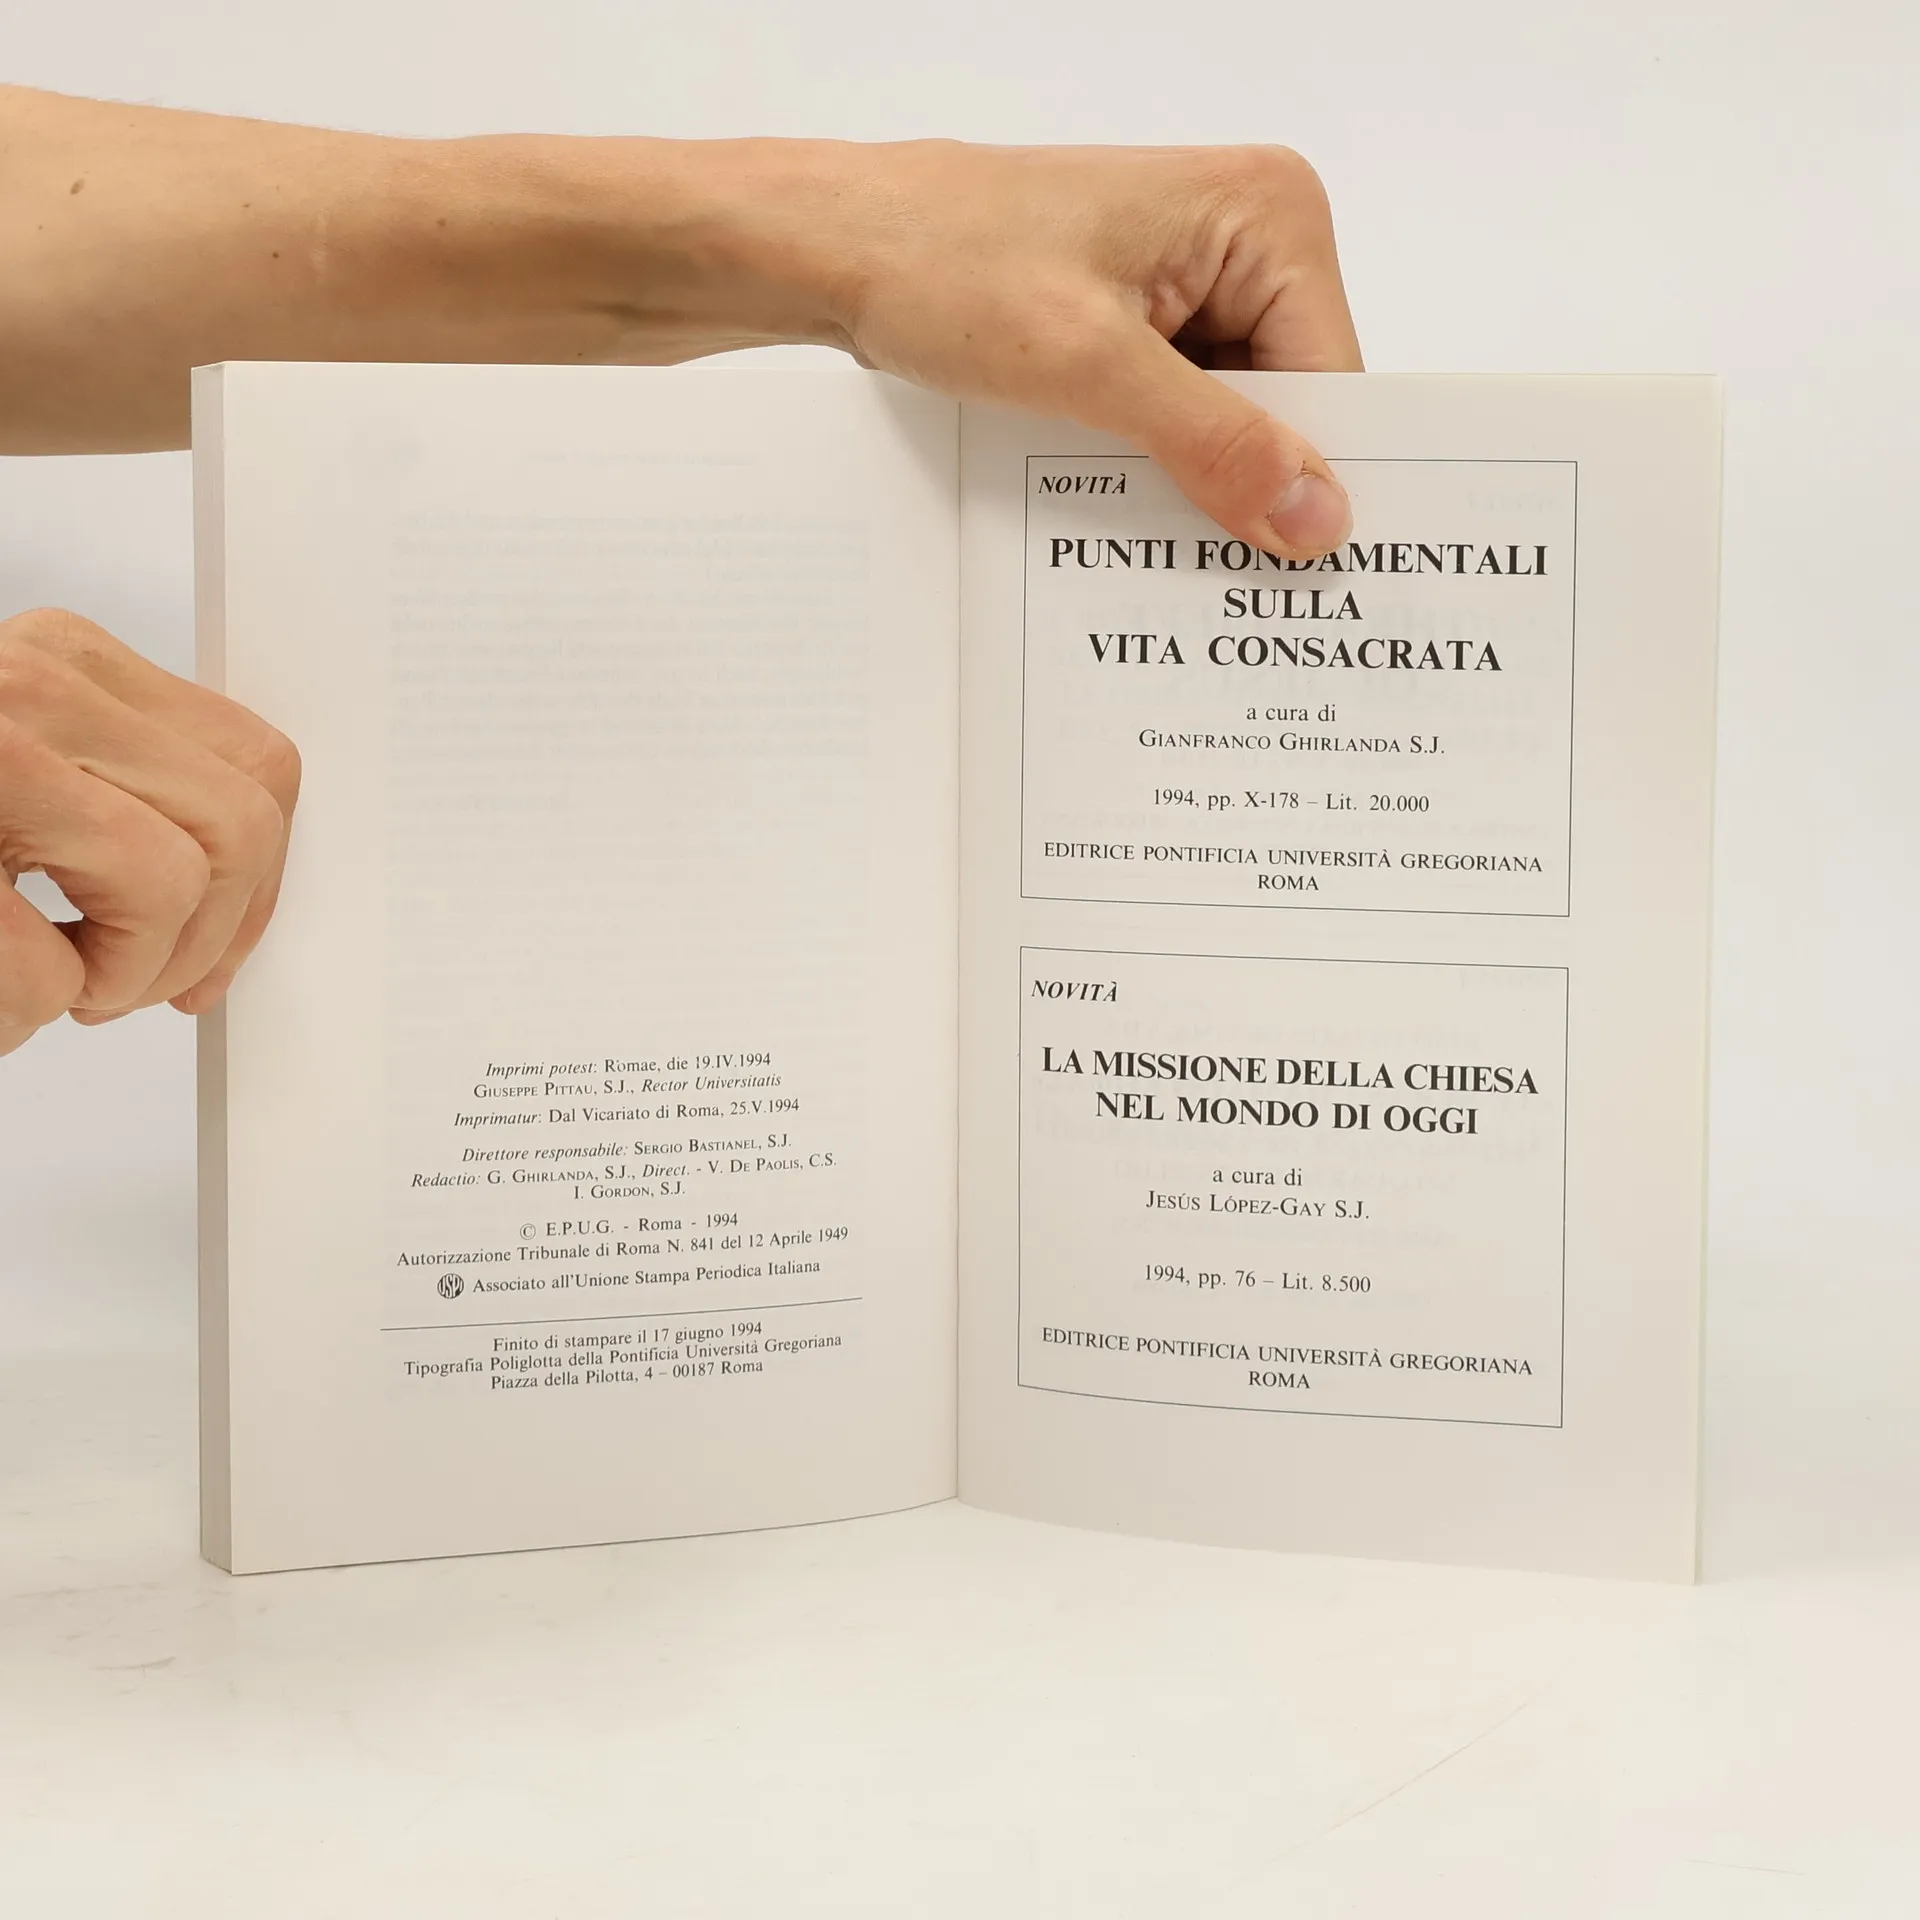 Imprimi potest: Romae, die 19.IV.1994
GIUSEPPE PITTAU, S.J., Rector Universitatis
Imprimatur: Dal Vicariato di Roma, 25.V.1994
Direttore responsabile: SERGIO BASTIANEL, S.J.
Redactio: G. GHIRLANDA, S.J., Direct. - V. DE PAOLIS, C.S.
I. GORDON, S.J.
© E.P.U.G. - Roma - 1994
Autorizzazione Tribunale di Roma N. 841 del 12 Aprile 1949
USPI Associato all'Unione Stampa Periodica Italiana
Finito di stampare il 17 giugno 1994
Tipografia Poliglotta della Pontificia Università Gregoriana
Piazza della Pilotta, 4 – 00187 Roma
NOVITÀ
PUNTI FONDAMENTALI
SULLA
VITA CONSACRATA
a cura di
GIANFRANCO GHIRLANDA S.J.
1994, pp. X-178 – Lit. 20.000
EDITRICE PONTIFICIA UNIVERSITÀ GREGORIANA
ROMA
NOVITÀ
LA MISSIONE DELLA CHIESA
NEL MONDO DI OGGI
a cura di
JESÚS LÓPEZ-GAY S.J.
1994, pp. 76 – Lit. 8.500
EDITRICE PONTIFICIA UNIVERSITÀ GREGORIANA
ROMA